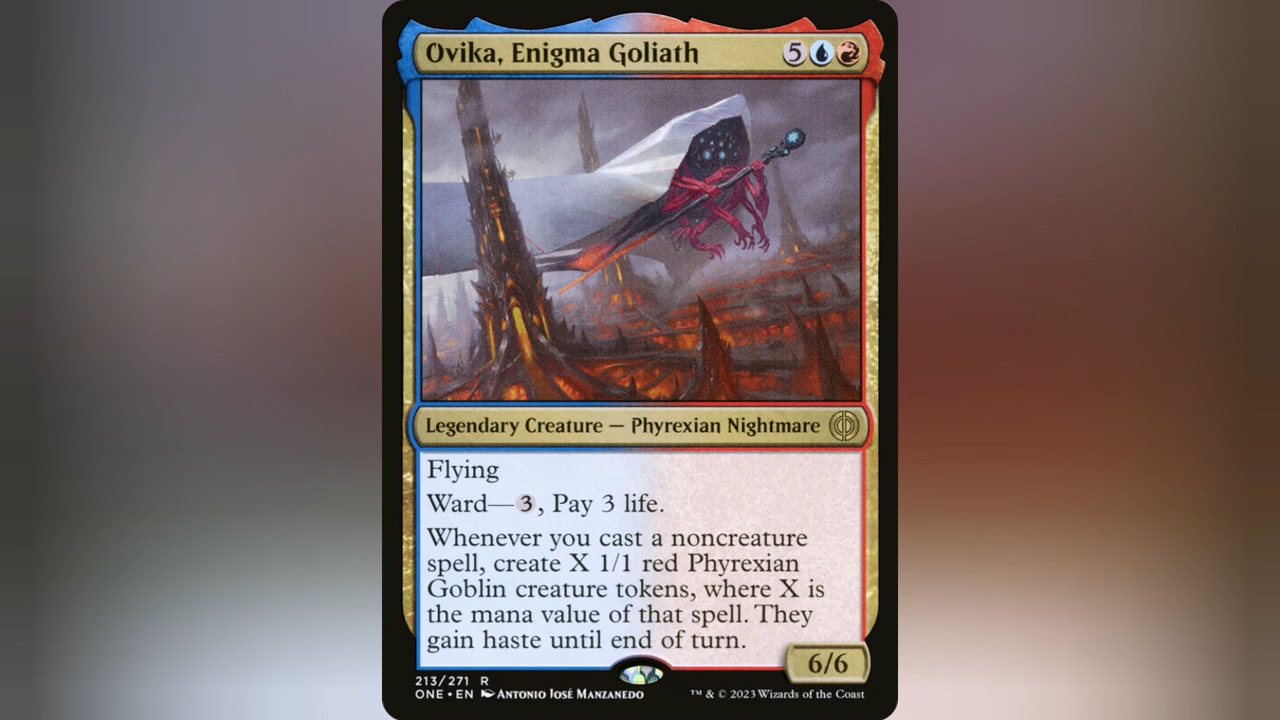 Ovika, Enigma Goliath 5
Legendary Creature — Phyrexian Nightmare
Flying
Ward—3, Pay 3 life.
Whenever you cast a noncreature
spell, create X 1/1 red Phyrexian
Goblin creature tokens, where X is
the mana value of that spell. They
gain haste until end of turn.
6/6
213/271 R
ONE • EN Antonio José Manzanedo
™ & © 2023 Wizards of the Coast